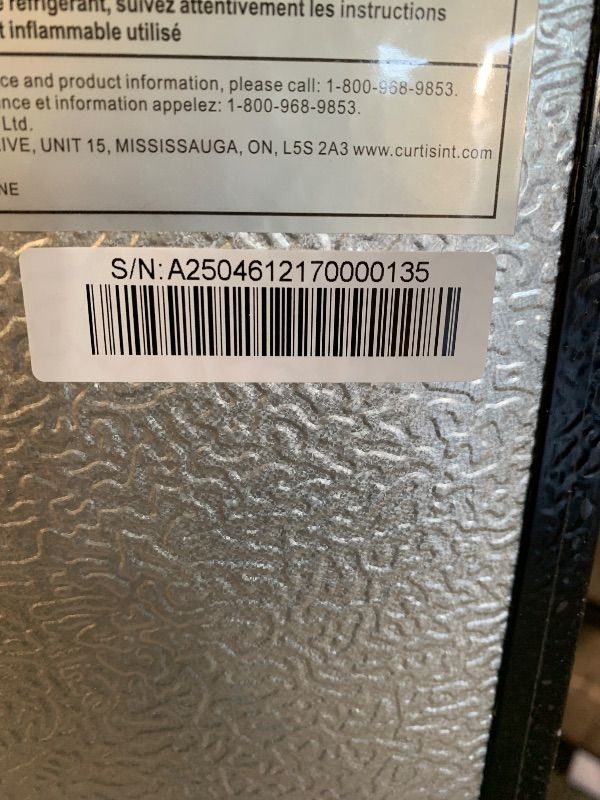 refrigerant, suivez attentivement les instructions
t inflammable utilisé
ce and product information, please call: 1-800-968-9853.
nce et information appelez: 1-800-968-9853.
Ltd.
IVE, UNIT 15, MISSISSAUGA, ON, L5S 2A3 www.curtisint.com
NE
S/N: A2504612170000135